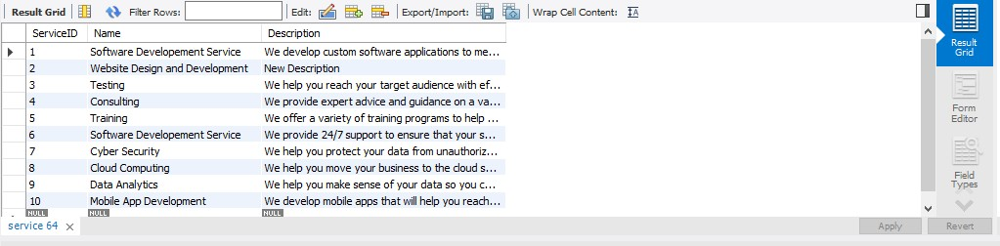 Result Grid Filter Rows: Edit: Export/Import: Wrap Cell Content:
ServiceID Name Description
1 Software Developement Service We develop custom software applications to me...
2 Website Design and Development New Description
3 Testing We help you reach your target audience with ef...
4 Consulting We provide expert advice and guidance on a va...
5 Training We offer a variety of training programs to help ...
6 Software Developement Service We provide 24/7 support to ensure that your s...
7 Cyber Security We help you protect your data from unauthoriz...
8 Cloud Computing We help you move your business to the cloud s...
9 Data Analytics We help you make sense of your data so you c...
10 Mobile App Development We develop mobile apps that will help you reach...
NULL NULL NULL
service 64 Apply Revert
Result
Grid
Form
Editor
Field
Types